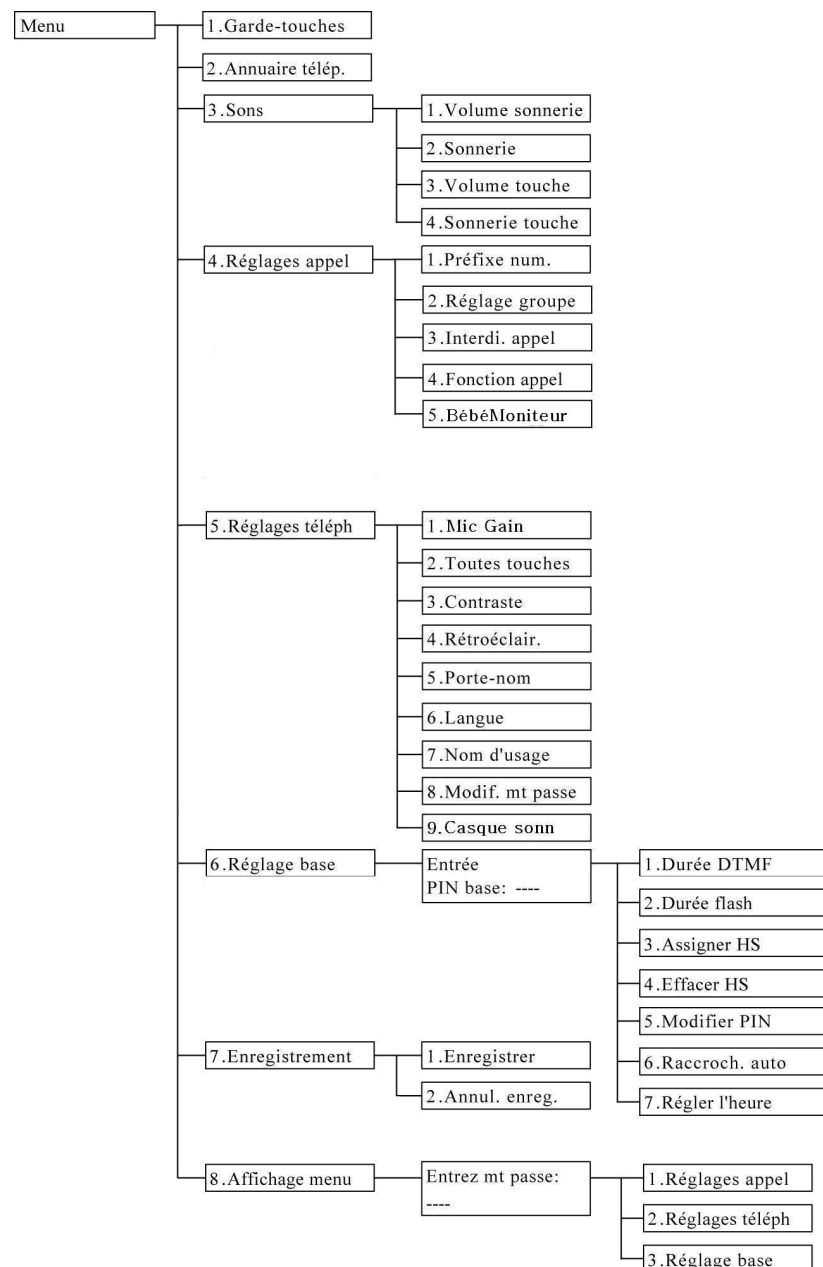 Menu
1.Garde-touches
2.Annuaire télép.
3.Sons
1.Volume sonnerie
2.Sonnerie
3.Volume touche
4.Sonnerie touche
4.Réglages appel
1.Préfixe num.
2.Réglage groupe
3.Interdi. appel
4.Fonction appel
5.BébéMoniteur
5.Réglages téléph
1.Mic Gain
2.Toutes touches
3.Contraste
4.Rétroéclair.
5.Porte-nom
6.Langue
7.Nom d'usage
8.Modif. mt passe
9.Casque sonn
6.Réglage base
Entrée
PIN base: ----
1.Durée DTMF
2.Durée flash
3.Assigner HS
4.Effacer HS
5.Modifier PIN
6.Raccroch. auto
7.Régler l'heure
7.Enregistrement
1.Enregistrer
2.Annul. enreg.
8.Affichage menu
Entrez mt passe:
----
1.Réglages appel
2.Réglages téléph
3.Réglage base